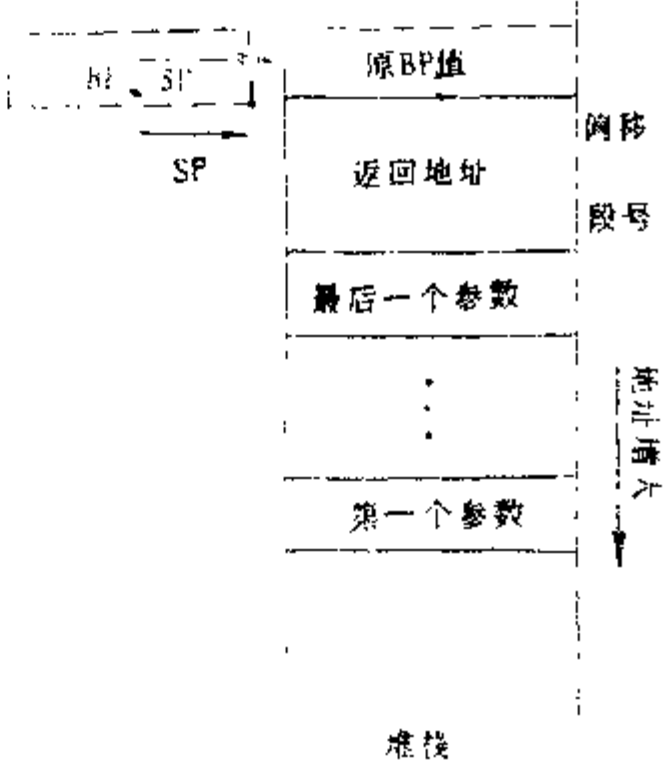 原BP值
BP、SP
SP
偏移
返回地址
段号
最后一个参数
地址增大
第一个参数
堆栈